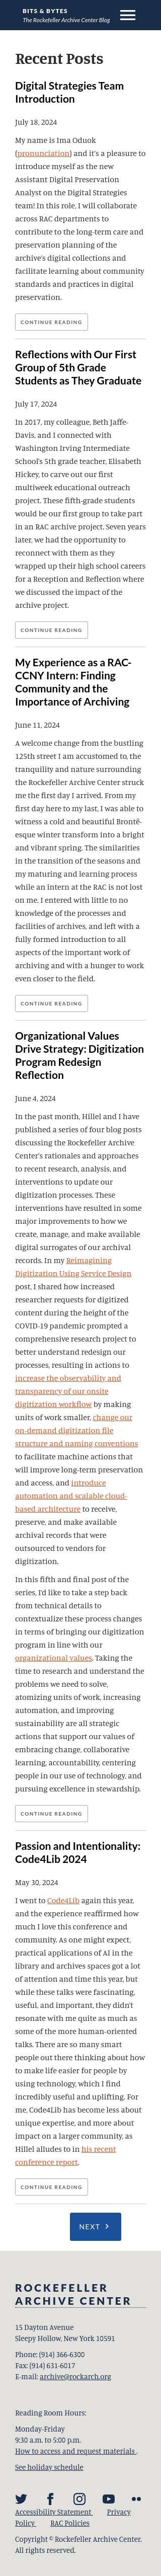 BITS & BYTES
The Rockefeller Archive Center Blog
Recent Posts
Digital Strategies Team
Introduction
July 18, 2024
My name is Ima Oduok
(pronunciation) and it's a pleasure to
introduce myself as the new
Assistant Digital Preservation
Analyst on the Digital Strategies
team! In this role, I will collaborate
across RAC departments to
contribute to the long-term care and
preservation planning of the
archive's digital collections and
facilitate learning about community
standards and practices in digital
preservation.
CONTINUE READING
Reflections with Our First
Group of 5th Grade
Students as They Graduate
July 17, 2024
In 2017, my colleague, Beth Jaffe-
Davis, and I connected with
Washington Irving Intermediate
School's 5th grade teacher, Elisabeth
Hickey, to carve out our first
multiweek educational outreach
project. These fifth-grade students
would be our first group to take part
in an RAC archive project. Seven years
later, we had the opportunity to
reconnect with them as they
wrapped up their high school careers
for a Reception and Reflection where
we discussed the impact of the
archive project.
CONTINUE READING
My Experience as a RAC-
CCNY Intern: Finding
Community and the
Importance of Archiving
June 11, 2024
A welcome change from the bustling
125th street I am accustomed to, the
tranquility and nature surrounding
the Rockefeller Archive Center struck
me the first day I arrived. From my
first day here to my last, I was able to
witness a cold and beautiful Brontë-
esque winter transform into a bright
and vibrant spring. The similarities
in the change between seasons and
my maturing and learning process
while an intern at the RAC is not lost
on me. I entered with little to no
knowledge of the processes and
facilities of an archives, and left with
a fully formed introduction to all
aspects of the important work of
archiving and with a hunger to work
even closer to the field.
CONTINUE READING
Organizational Values
Drive Strategy: Digitization
Program Redesign
Reflection
June 4, 2024
In the past month, Hillel and I have
published a series of four blog posts
discussing the Rockefeller Archive
Center's rationales and approaches
to recent research, analysis, and
interventions to update our
digitization processes. These
interventions introduced some
major improvements to how we
create, manage, and make available
digital surrogates of our archival
records. In my Reimagining
Digitization Using Service Design
post, I shared how increased
researcher requests for digitized
content during the height of the
COVID-19 pandemic prompted a
comprehensive research project to
better understand and redesign our
processes, resulting in actions to
increase the observability and
transparency of our onsite
digitization workflow by making
units of work smaller, change our
on-demand digitization file
structure and naming conventions
to facilitate machine actions that
will improve long-term preservation
and access, and introduce
automation and scalable cloud-
based architecture to receive,
preserve, and make available
archival records that were
outsourced to vendors for
digitization.
In this fifth and final post of the
series, I'd like to take a step back
from technical details to
contextualize these process changes
in terms of bringing our digitization
program in line with our
organizational values. Taking the
time to research and understand the
problems we need to solve,
atomizing units of work, increasing
automation, and supporting
sustainability are all strategic
actions that support our values of
embracing change, collaborative
learning, accountability, centering
people in our use of technology, and
pursuing excellence in stewardship.
CONTINUE READING
Passion and Intentionality:
Code4Lib 2024
May 30, 2024
I went to Code4Lib again this year,
and the experience reaffirmed how
much I love this conference and
community. As one might expect,
practical applications of AI in the
library and archives space got a lot
of attention and time this year, but
while these talks were fascinating,
useful, and important, they didn't
resonate with me quite so much as
some of the more human-oriented
talks. There are so many smart
people out there finding ways to
make it easier for other people by
using technology, which I find
incredibly useful and uplifting. For
me, Code4Lib has become less about
unique expertise, and more about
impact on a larger community, as
Hillel alludes to in his recent
conference report.
CONTINUE READING
NEXT
ROCKEFELLER
ARCHIVE CENTER
15 Dayton Avenue
Sleepy Hollow, New York 10591
Phone: (914) 366-6300
Fax: (914) 631-6017
E-mail: archive@rockarch.org
Reading Room Hours:
Monday-Friday
9:30 a.m. to 5:00 p.m.
How to access and request materials.
See holiday schedule
Accessibility Statement Privacy
Policy RAC Policies
Copyright © Rockefeller Archive Center.
All rights reserved.